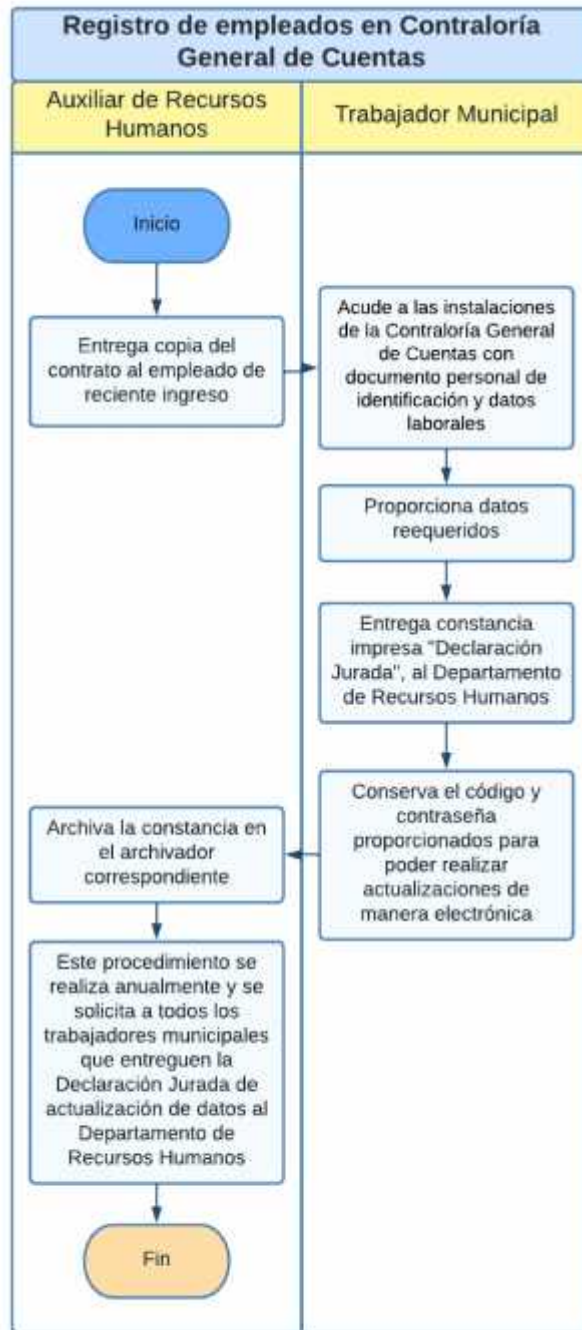 Registro de empleados en Contraloría
General de Cuentas
Auxiliar de Recursos
Humanos
Trabajador Municipal
Inicio
Entrega copia del
contrato al empleado de
reciente ingreso
Acude a las instalaciones
de la Contraloría General
de Cuentas con
documento personal de
identificación y datos
laborales
Proporciona datos
reequeridos
Entrega constancia
impresa "Declaración
Jurada", al Departamento
de Recursos Humanos
Conserva el código y
contraseña
proporcionados para
poder realizar
actualizaciones de
manera electrónica
Archiva la constancia en
el archivador
correspondiente
Este procedimiento se
realiza anualmente y se
solicita a todos los
trabajadores municipales
que entreguen la
Declaración Jurada de
actualización de datos al
Departamento de
Recursos Humanos
Fin